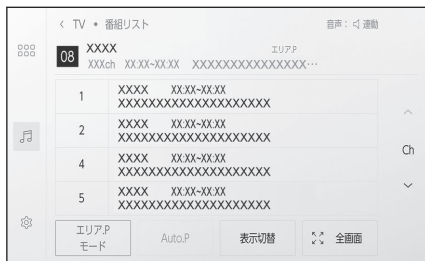 < TV • 番組リスト 音声：連動
08 XXXX エリア.P
XXXch XX:XX~XX:XX XXXXXXXXXXXXXXX…
1 XXXX XX:XX~XX:XX
XXXXXXXXXXXXXXXXXXXX
2 XXXX XX:XX~XX:XX
XXXXXXXXXXXXXXXXXXXX
4 XXXX XX:XX~XX:XX
XXXXXXXXXXXXXXXXXXXX
5 XXXX XX:XX~XX:XX
XXXXXXXXXXXXXXXXXXXX
Ch
エリア.P
モード
Auto.P
表示切替
全画面